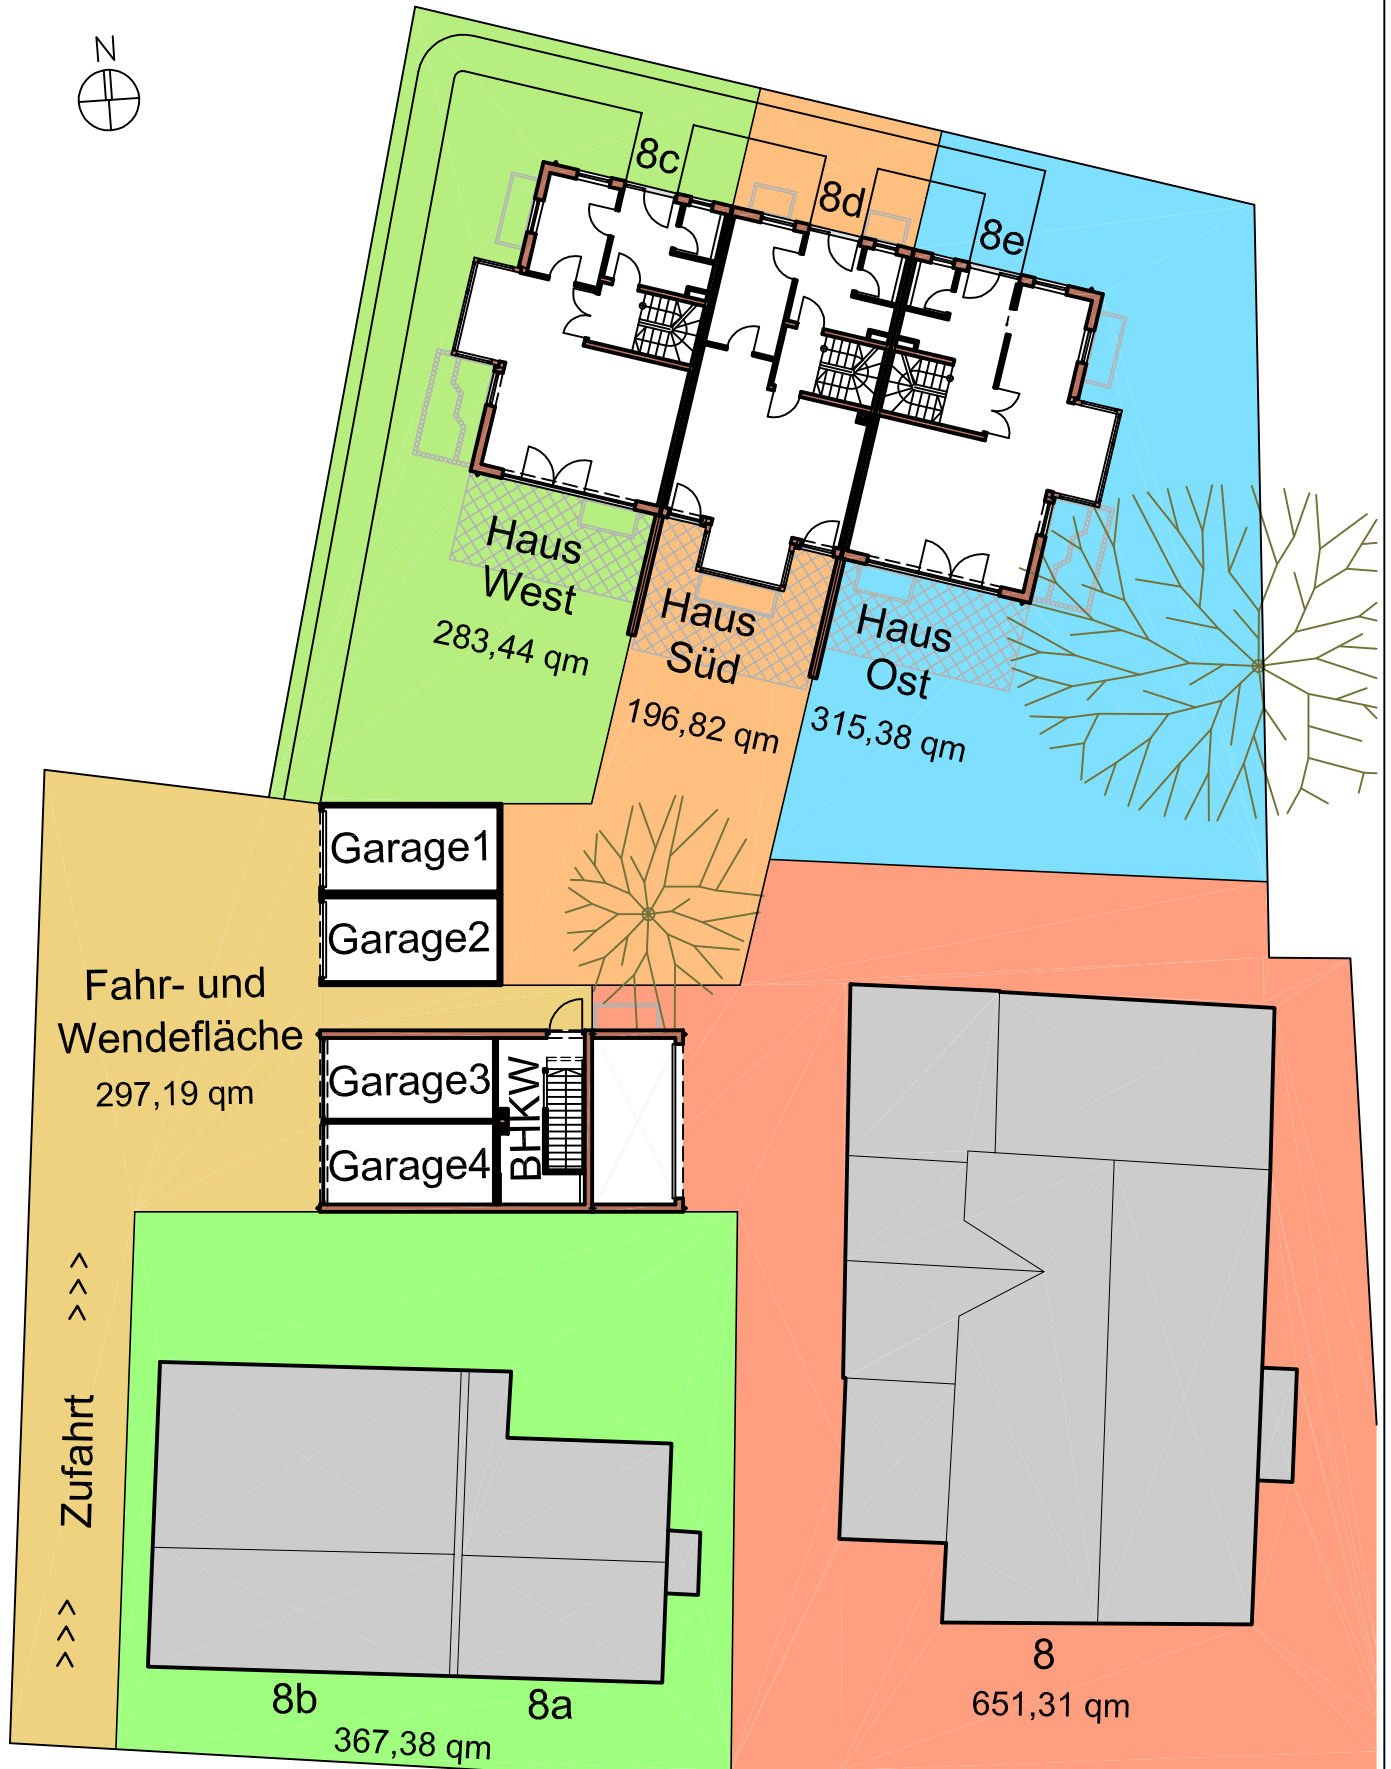 N
8c
8d
8e
Haus
West
283,44 qm
Haus
Süd
196,82 qm
Haus
Ost
315,38 qm
Garage1
Garage2
Fahr- und
Wendefläche
297,19 qm
Garage3
Garage4
BHKW
>>>
Zufahrt
>>>
8b
8a
367,38 qm
8
651,31 qm